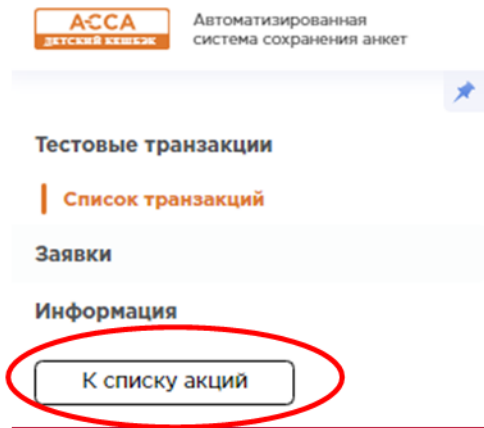 АССА
ДЕТСКИЙ КЕШБЭК
Автоматизированная
система сохранения анкет
Тестовые транзакции
Список транзакций
Заявки
Информация
К списку акций